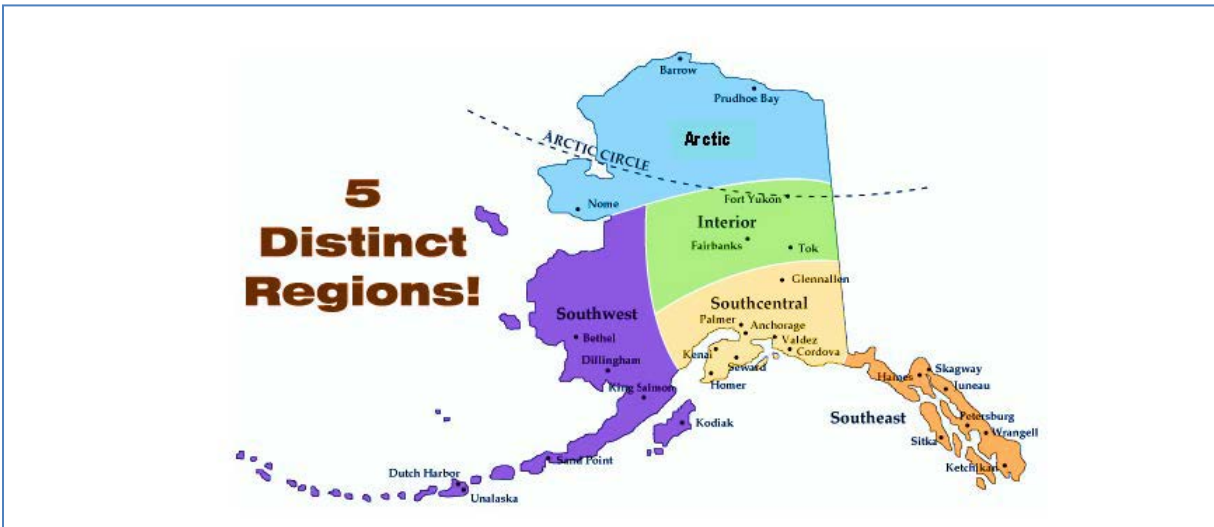 Barrow
Prudhoe Bay
Arctic
ARCTIC CIRCLE
5
Distinct
Regions!
Nome
Fort Yukon
Interior
Fairbanks
Tok
Glennallen
Southcentral
Southwest
Palmer
Anchorage
Bethel
Valdez
Kenai
Cordova
Dillingham
Seward
Skagway
Haines
King Salmon
Homer
Juneau
Southeast
Petersburg
Kodiak
Wrangell
Sitka
Sand Point
Ketchikan
Dutch Harbor
Unalaska